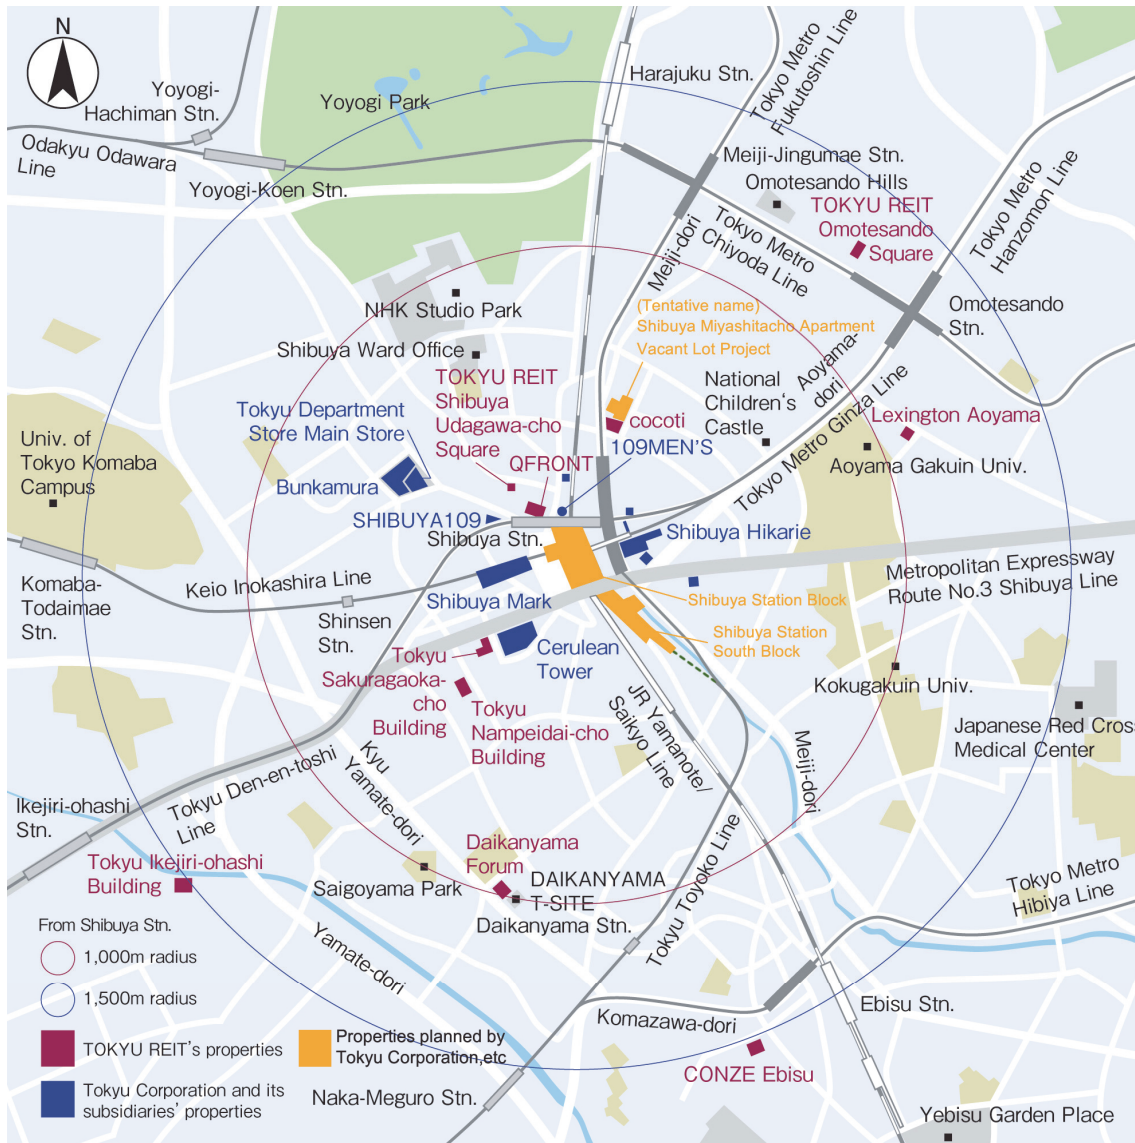 N
Harajuku Stn.
Tokyo Metro
Fukutoshin Line
Yoyogi-
Hachiman Stn.
Yoyogi Park
Odakyu Odawara
Line
Yoyogi-Koen Stn.
Meiji-Jingumae Stn.
Omotesando Hills
TOKYU REIT
Omotesando
Square
Tokyo Metro
Hanzomon Line
Tokyo Metro
Chiyoda Line
Meiji-dori
NHK Studio Park
(Tentative name)
Shibuya Miyashitacho Apartment
Vacant Lot Project
Omotesando
Stn.
Shibuya Ward Office
TOKYU REIT
Shibuya
Udagawa-cho
Square
Aoyama-
dori
National
Children's
Castle
Tokyo Metro Ginza Line
Tokyu Department
Store Main Store
cocoti
109MEN'S
Lexington Aoyama
Univ. of
Tokyo Komaba
Campus
QFRONT
Aoyama Gakuin Univ.
Bunkamura
SHIBUYA109
Shibuya Stn.
Shibuya Hikarie
Metropolitan Expressway
Route No.3 Shibuya Line
Komaba-
Todaimae
Stn.
Keio Inokashira Line
Shibuya Mark
Shibuya Station Block
Shinsen
Stn.
Shibuya Station
South Block
Tokyu
Sakuragaoka-
cho
Building
Cerulean
Tower
Kokugakuin Univ.
Tokyu
Nampeidai-cho
Building
JR Yamanote/
Saikyo Line
Japanese Red Cross
Medical Center
Meiji-dori
Kyu
Yamate-dori
Tokyu Den-en-toshi
Line
Ikejiri-ohashi
Stn.
Tokyu Ikejiri-ohashi
Building
Daikanyama
Forum
Saigoyama Park
DAIKANYAMA
T-SITE
Daikanyama Stn.
Tokyu Toyoko Line
Tokyo Metro
Hibiya Line
Yamate-dori
From Shibuya Stn.
1,000m radius
1,500m radius
Ebisu Stn.
Komazawa-dori
TOKYU REIT's properties
Properties planned by
Tokyu Corporation,etc
CONZE Ebisu
Tokyu Corporation and its
subsidiaries' properties
Naka-Meguro Stn.
Yebisu Garden Place